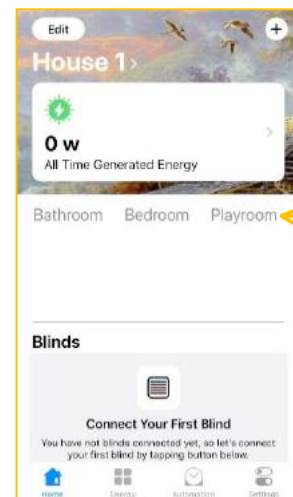 Edit
+
House 1 >
0 w
All Time Generated Energy
Bathroom Bedroom Playroom
Blinds
Connect Your First Blind
You have not blinds connected yet, so let's connect
your first blind by tapping button below.
Home Energy Automation Settings